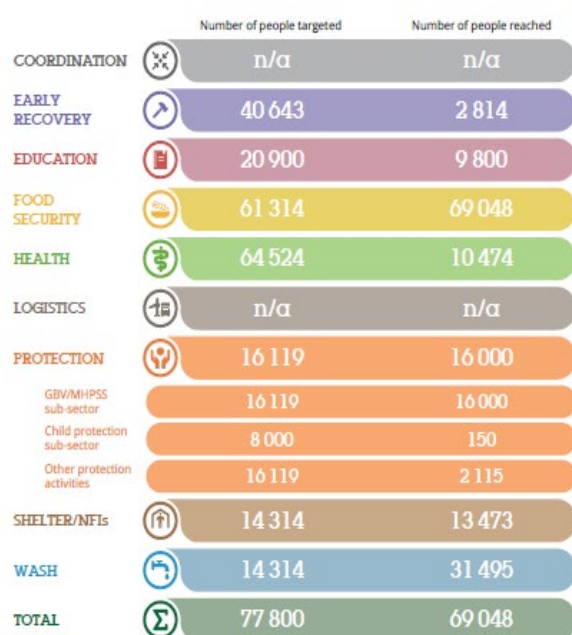 Number of people targeted Number of people reached
COORDINATION n/a n/a
EARLY
RECOVERY 40 643 2 814
EDUCATION 20 900 9 800
FOOD
SECURITY 61 314 69 048
HEALTH 64 524 10 474
LOGISTICS n/a n/a
PROTECTION 16 119 16 000
GBV/MHPSS
sub-sector 16 119 16 000
Child protection
sub-sector 8 000 150
Other protection
activities 16 119 2 115
SHELTER/NFIs 14 314 13 473
WASH 14 314 31 495
TOTAL Σ 77 800 69 048